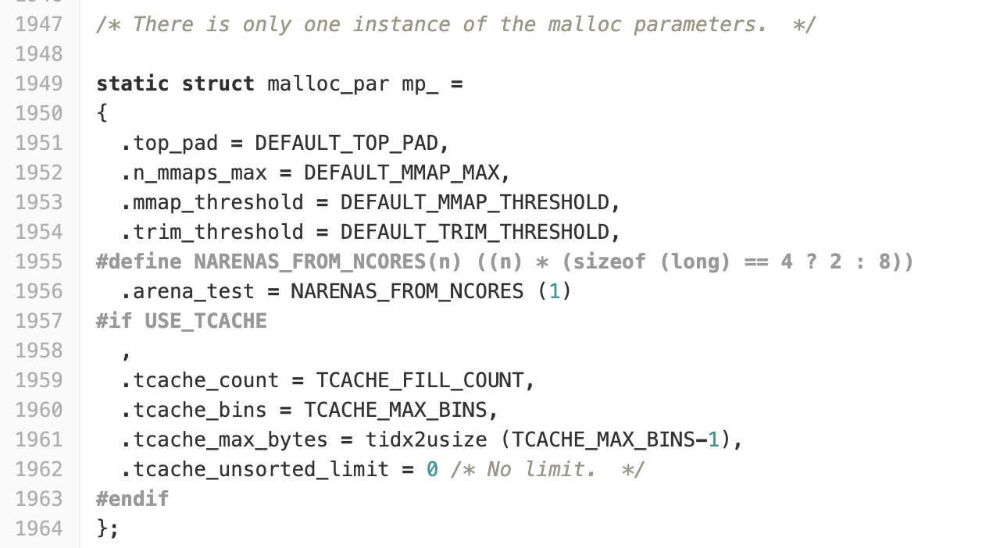 1947 /* There is only one instance of the malloc parameters.  */
1948
1949 static struct malloc_par mp_ =
1950 {
1951   .top_pad = DEFAULT_TOP_PAD,
1952   .n_mmaps_max = DEFAULT_MMAP_MAX,
1953   .mmap_threshold = DEFAULT_MMAP_THRESHOLD,
1954   .trim_threshold = DEFAULT_TRIM_THRESHOLD,
1955 #define NARENAS_FROM_NCORES(n) ((n) * (sizeof (long) == 4 ? 2 : 8))
1956   .arena_test = NARENAS_FROM_NCORES (1)
1957 #if USE_TCACHE
1958   ,
1959   .tcache_count = TCACHE_FILL_COUNT,
1960   .tcache_bins = TCACHE_MAX_BINS,
1961   .tcache_max_bytes = tidx2usize (TCACHE_MAX_BINS-1),
1962   .tcache_unsorted_limit = 0 /* No limit.  */
1963 #endif
1964 };